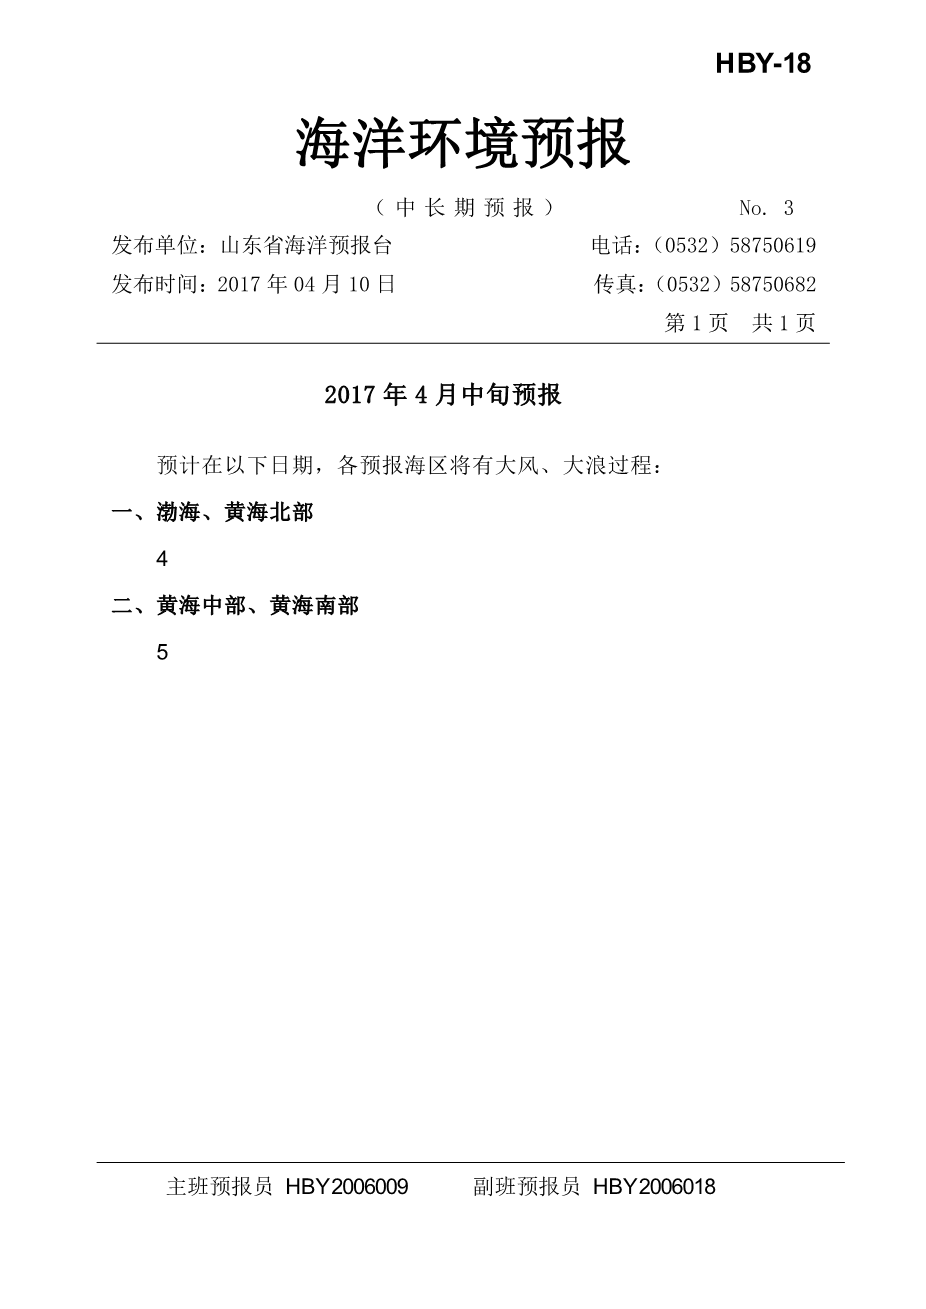 HBY-18
海洋环境预报
（中长期预报） No. 3
发布单位：山东省海洋预报台 电话：（0532）58750619
发布时间：2017 年 04 月 10 日 传真：（0532）58750682
第 1 页 共 1 页
2017 年 4 月中旬预报
预计在以下日期，各预报海区将有大风、大浪过程：
一、渤海、黄海北部
4
二、黄海中部、黄海南部
5
主班预报员 HBY2006009 副班预报员 HBY2006018